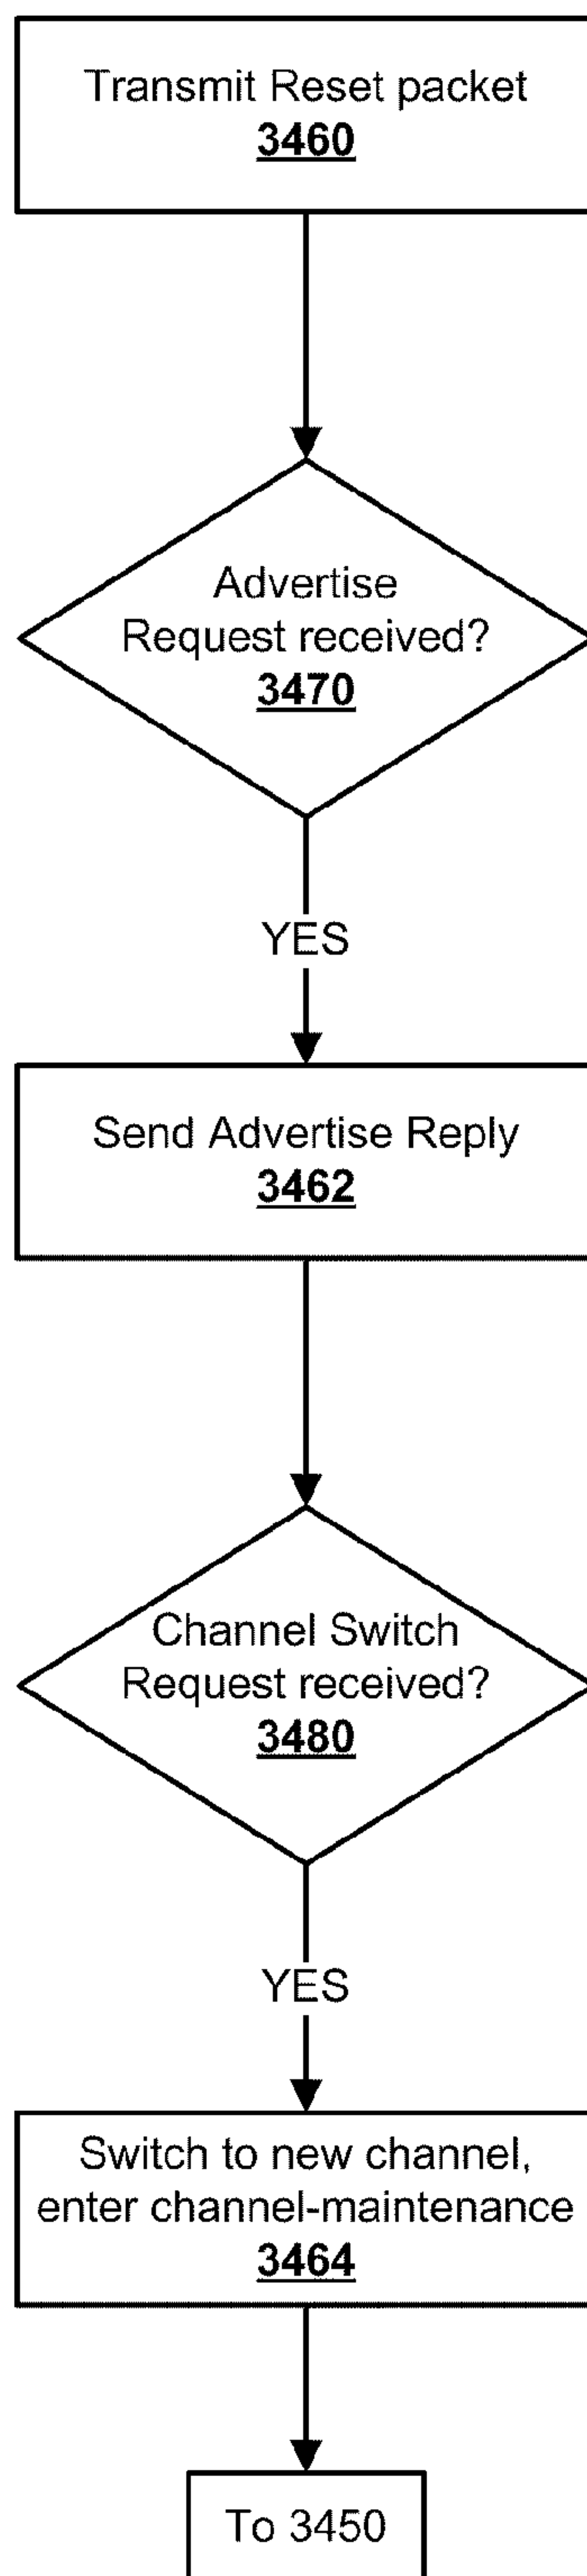 Transmit Reset packet
3460
Advertise
Request received?
3470
YES
Send Advertise Reply
3462
Channel Switch
Request received?
3480
YES
Switch to new channel,
enter channel-maintenance
3464
To 3450